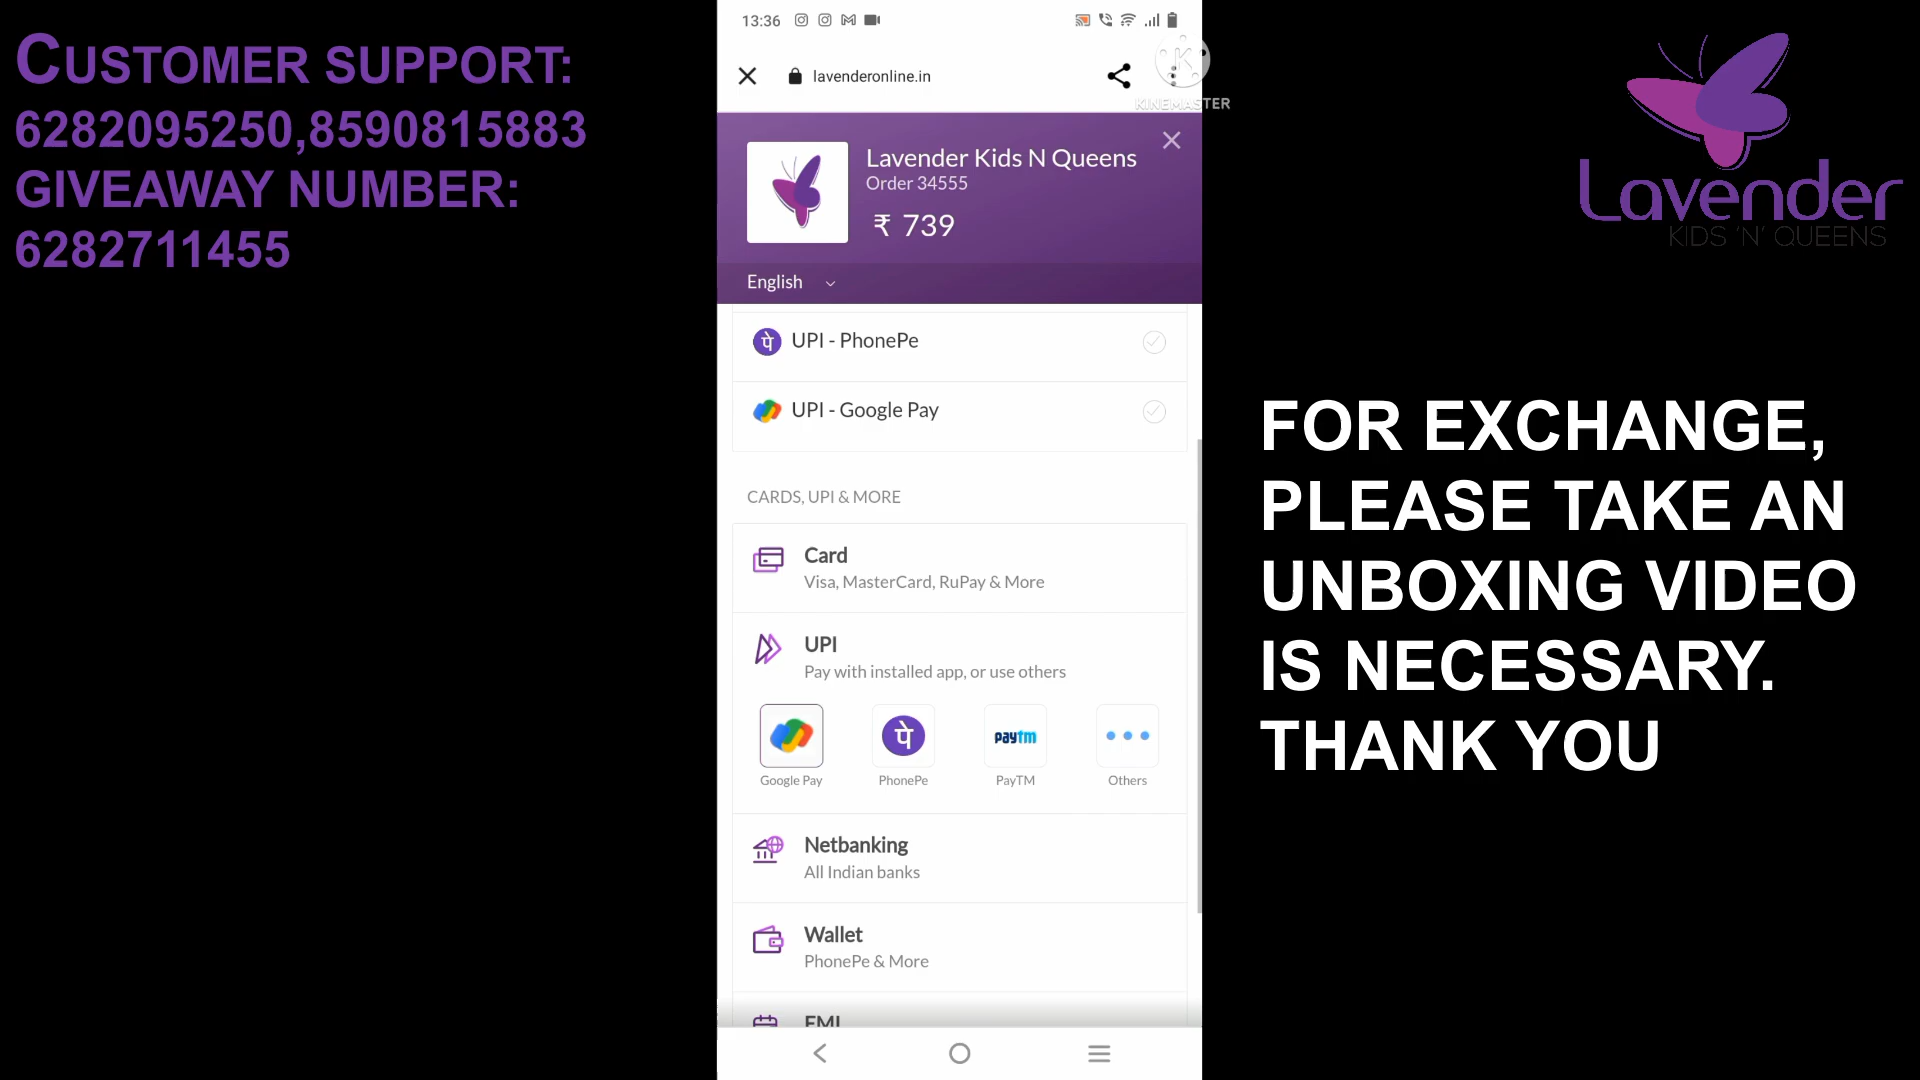 CUSTOMER SUPPORT:
6282095250,8590815883
GIVEAWAY NUMBER:
6282711455
13:36
lavenderonline.in
KINEMASTER
Lavender Kids N Queens
Order 34555
₹ 739
English
UPI - PhonePe
UPI - Google Pay
CARDS, UPI & MORE
Card
Visa, MasterCard, RuPay & More
UPI
Pay with installed app, or use others
paytm
Google Pay
PhonePe
PayTM
Others
Netbanking
All Indian banks
Wallet
PhonePe & More
EMI
Lavender
KIDS 'N' QUEENS
FOR EXCHANGE,
PLEASE TAKE AN
UNBOXING VIDEO
IS NECESSARY.
THANK YOU